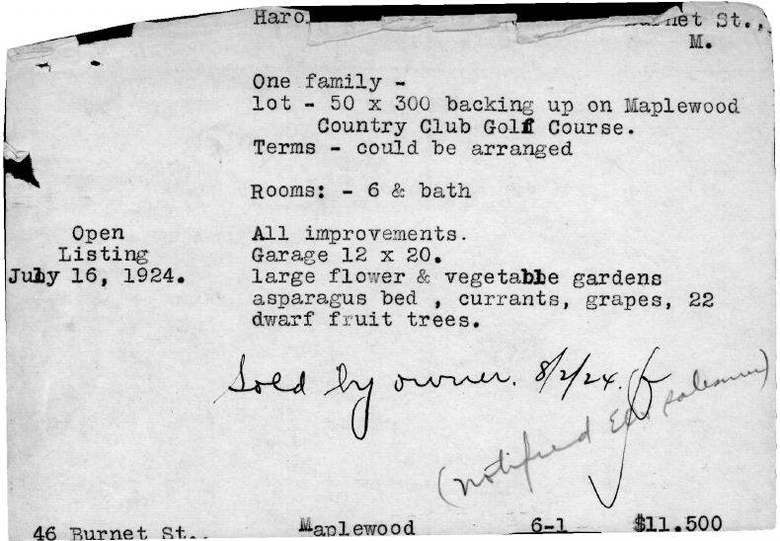 Haro
Burnet St.,
M.
One family -
lot - 50 x 300 backing up on Maplewood
Country Club Golf Course.
Terms - could be arranged
Rooms: - 6 & bath
Open
Listing
July 16, 1924.
All improvements.
Garage 12 x 20.
large flower & vegetable gardens
asparagus bed , currants, grapes, 22
dwarf fruit trees.
Sold by owner. 8/2/24.
(notified salesmen)
46 Burnet St.. Maplewood 6-1 $11.500